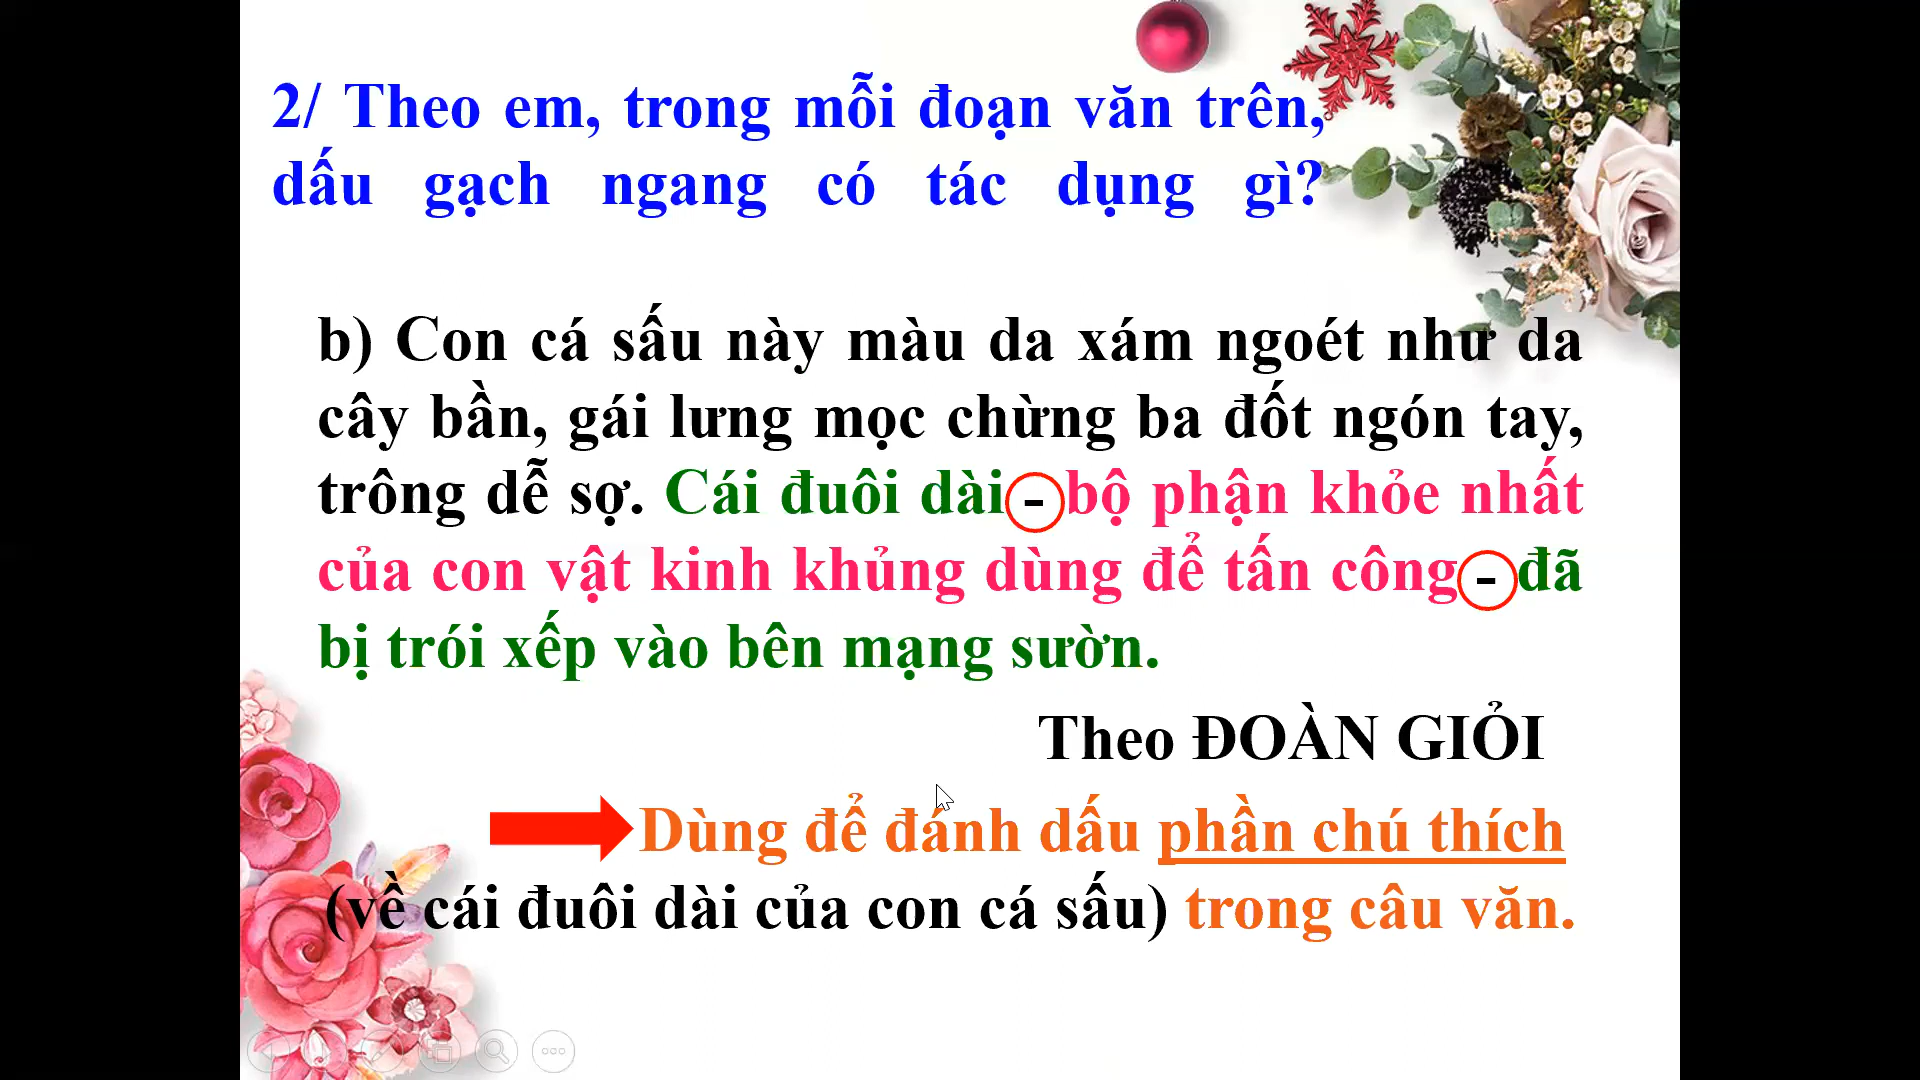 2/ Theo em, trong mỗi đoạn văn trên,
dấu gạch ngang có tác dụng gì?
b) Con cá sấu này màu da xám ngoét như da
cây bần, gái lưng mọc chừng ba đốt ngón tay,
trông dễ sợ. Cái đuôi dài - bộ phận khỏe nhất
của con vật kinh khủng dùng để tấn công - đã
bị trói xếp vào bên mạng sườn.
Theo ĐOÀN GIỎI
Dùng để đánh dấu phần chú thích
(về cái đuôi dài của con cá sấu) trong câu văn.